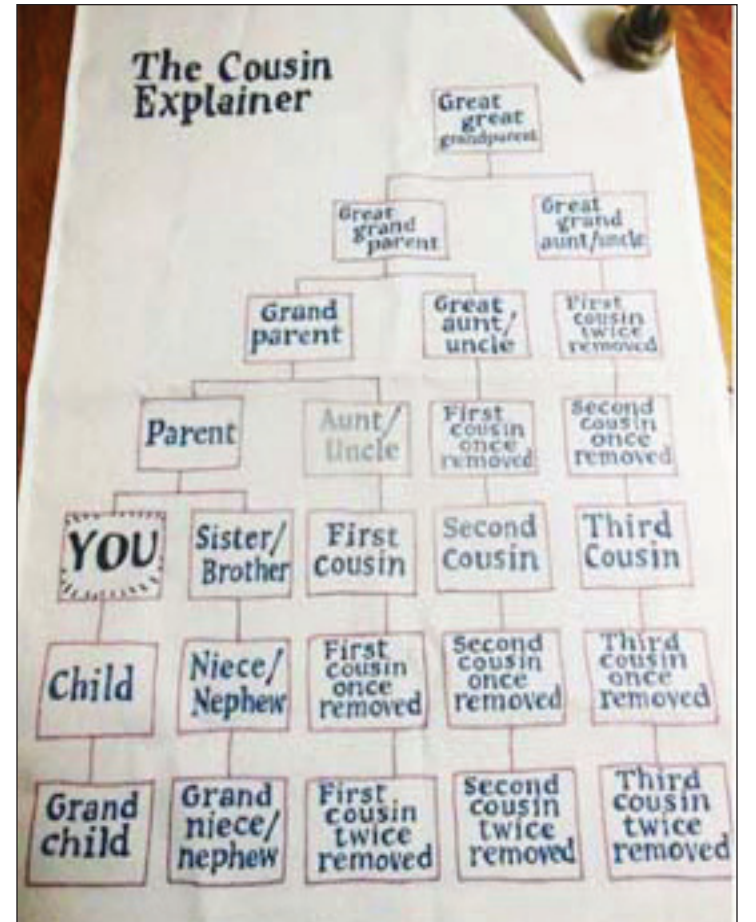 The Cousin
Explainer
Great
great
grandparent
Great
grand
parent
Great
grand
aunt/uncle
Grand
parent
Great
aunt/
uncle
First
cousin
twice
removed
Parent
Aunt/
Uncle
First
cousin
once
removed
Second
cousin
once
removed
YOU
Sister/
Brother
First
Cousin
Second
Cousin
Third
Cousin
Child
Niece/
Nephew
First
cousin
once
removed
Second
cousin
once
removed
Third
cousin
once
removed
Grand
child
Grand
niece/
nephew
First
cousin
twice
removed
Second
cousin
twice
removed
Third
cousin
twice
removed